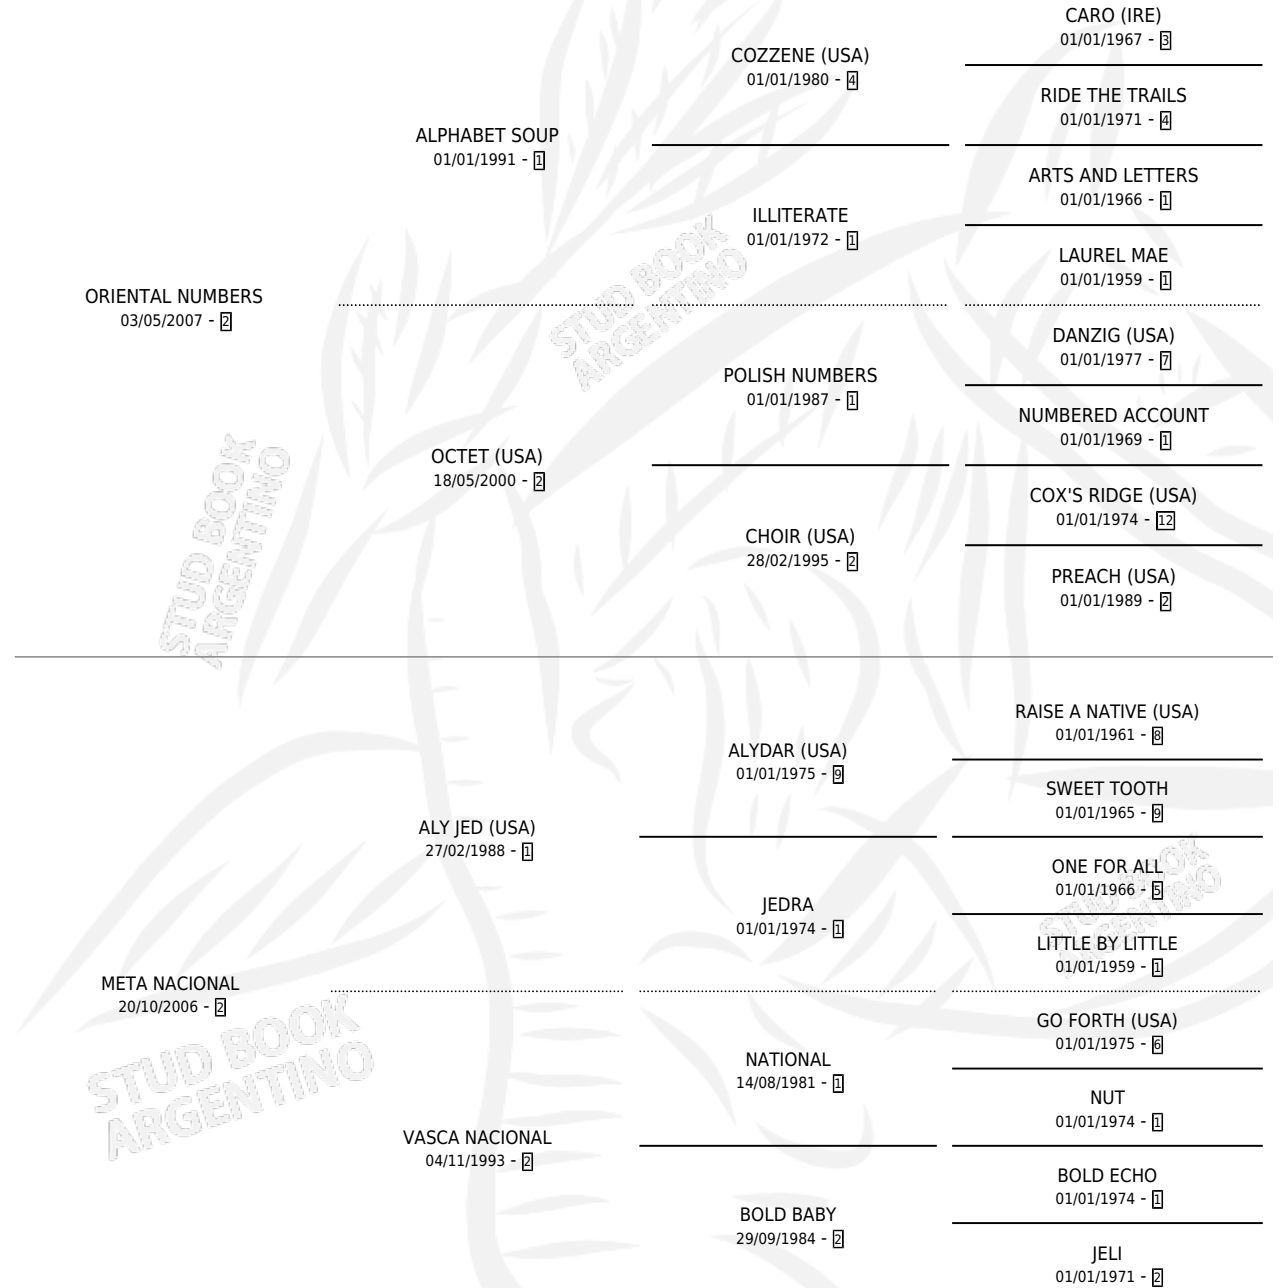 CARO (IRE)
01/01/1967 - 3
COZZENE (USA)
01/01/1980 - 4
RIDE THE TRAILS
01/01/1971 - 4
ALPHABET SOUP
01/01/1991 - 1
ARTS AND LETTERS
01/01/1966 - 1
ILLITERATE
01/01/1972 - 1
LAUREL MAE
01/01/1959 - 1
ORIENTAL NUMBERS
03/05/2007 - 2
DANZIG (USA)
01/01/1977 - 7
POLISH NUMBERS
01/01/1987 - 1
NUMBERED ACCOUNT
01/01/1969 - 1
OCTET (USA)
18/05/2000 - 2
COX'S RIDGE (USA)
01/01/1974 - 12
CHOIR (USA)
28/02/1995 - 2
PREACH (USA)
01/01/1989 - 2
RAISE A NATIVE (USA)
01/01/1961 - 8
ALYDAR (USA)
01/01/1975 - 9
SWEET TOOTH
01/01/1965 - 9
ALY JED (USA)
27/02/1988 - 1
ONE FOR ALL
01/01/1966 - 5
JEDRA
01/01/1974 - 1
LITTLE BY LITTLE
01/01/1959 - 1
META NACIONAL
20/10/2006 - 2
GO FORTH (USA)
01/01/1975 - 6
NATIONAL
14/08/1981 - 1
NUT
01/01/1974 - 1
VASCA NACIONAL
04/11/1993 - 2
BOLD ECHO
01/01/1974 - 1
BOLD BABY
29/09/1984 - 2
JELI
01/01/1971 - 2
STUD BOOK
ARGENTINO
STUD BOOK
ARGENTINO
STUD BOOK
ARGENTINO
STUD BOOK
ARGENTINO